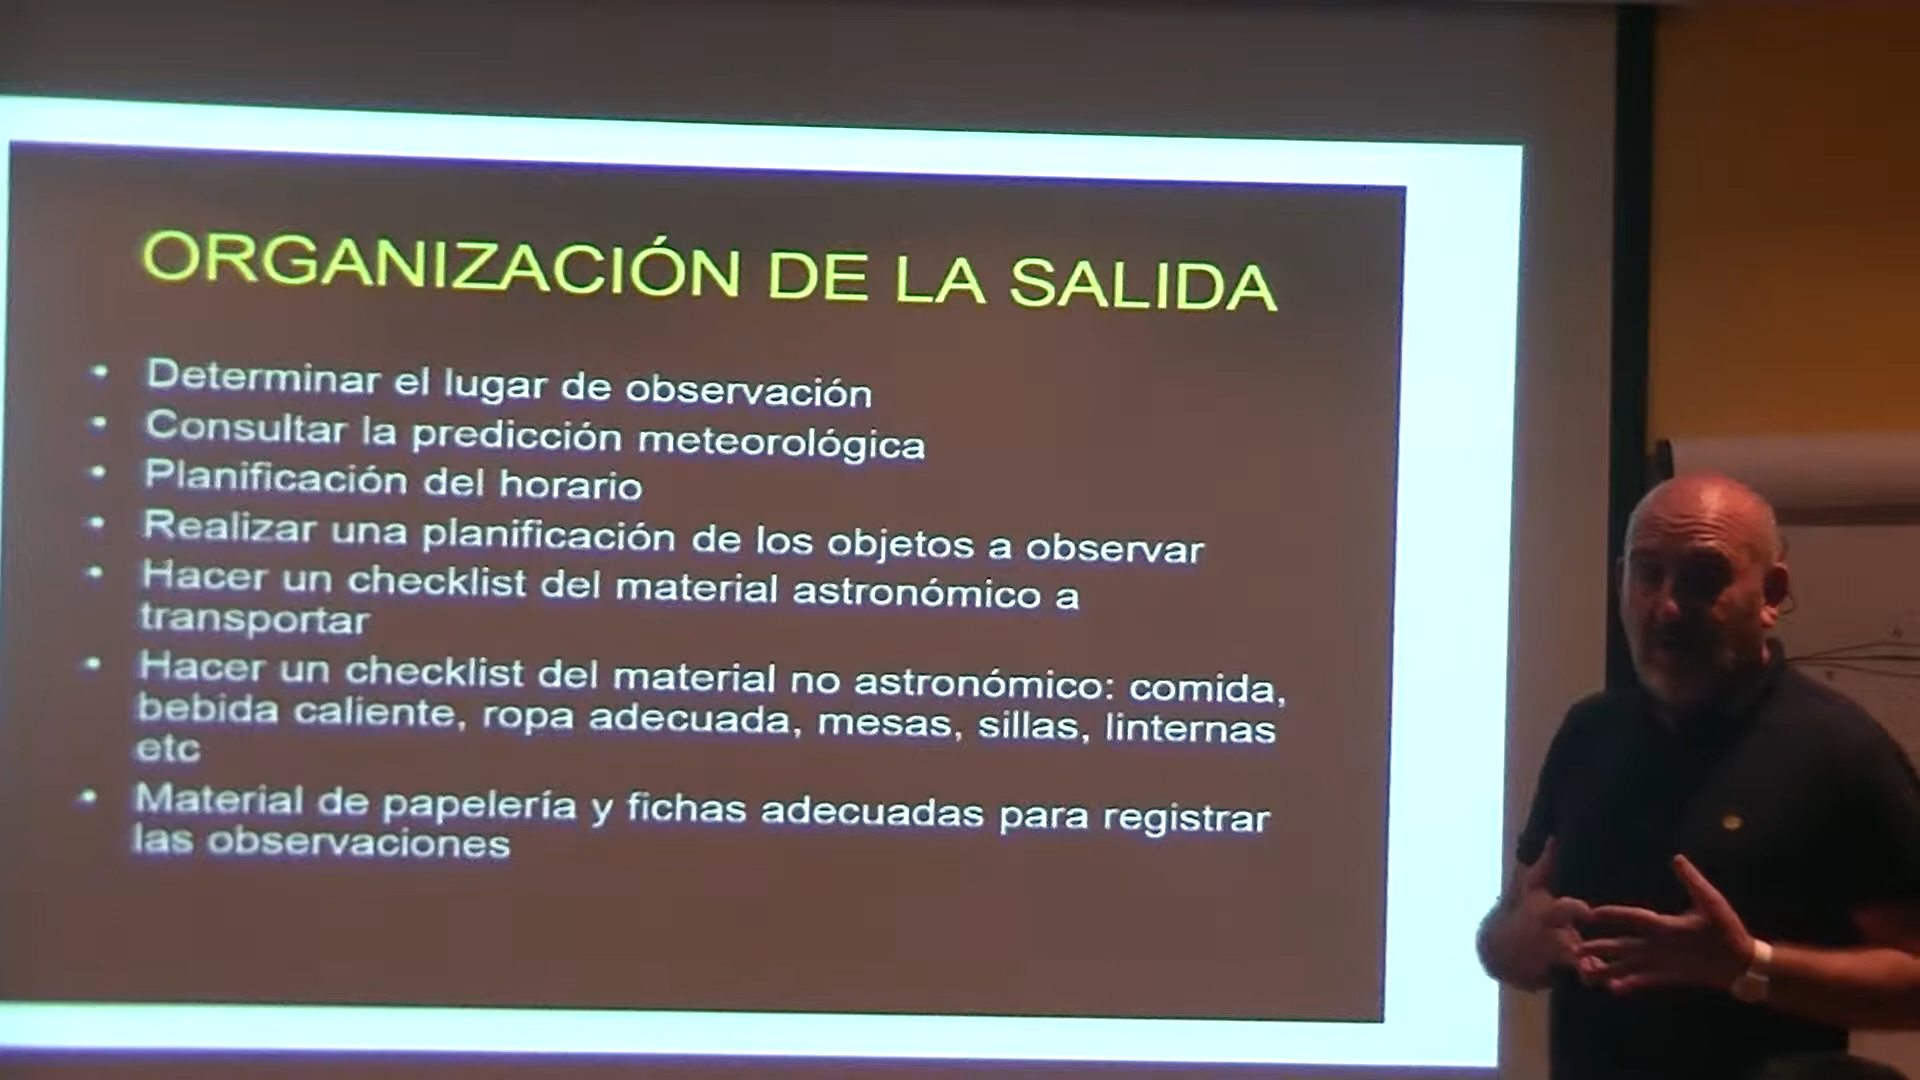 ORGANIZACIÓN DE LA SALIDA
• Determinar el lugar de observación
• Consultar la predicción meteorológica
• Planificación del horario
• Realizar una planificación de los objetos a observar
• Hacer un checklist del material astronómico a
transportar
• Hacer un checklist del material no astronómico: comida,
bebida caliente, ropa adecuada, mesas, sillas, linternas
etc
• Material de papelería y fichas adecuadas para registrar
las observaciones